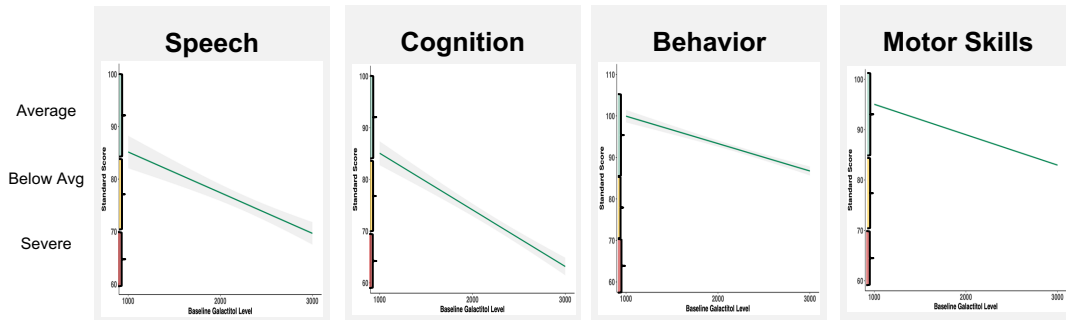 Speech
Cognition
Behavior
Motor Skills
Average
Below Avg
Severe
Standard Score
100
90
80
70
60
1000
2000
3000
Baseline Galactitol Level
Standard Score
100
90
80
70
60
1000
2000
3000
Baseline Galactitol Level
Standard Score
110
100
90
80
70
60
1000
2000
3000
Baseline Galactitol Level
Standard Score
100
90
80
70
60
1000
2000
3000
Baseline Galactitol Level